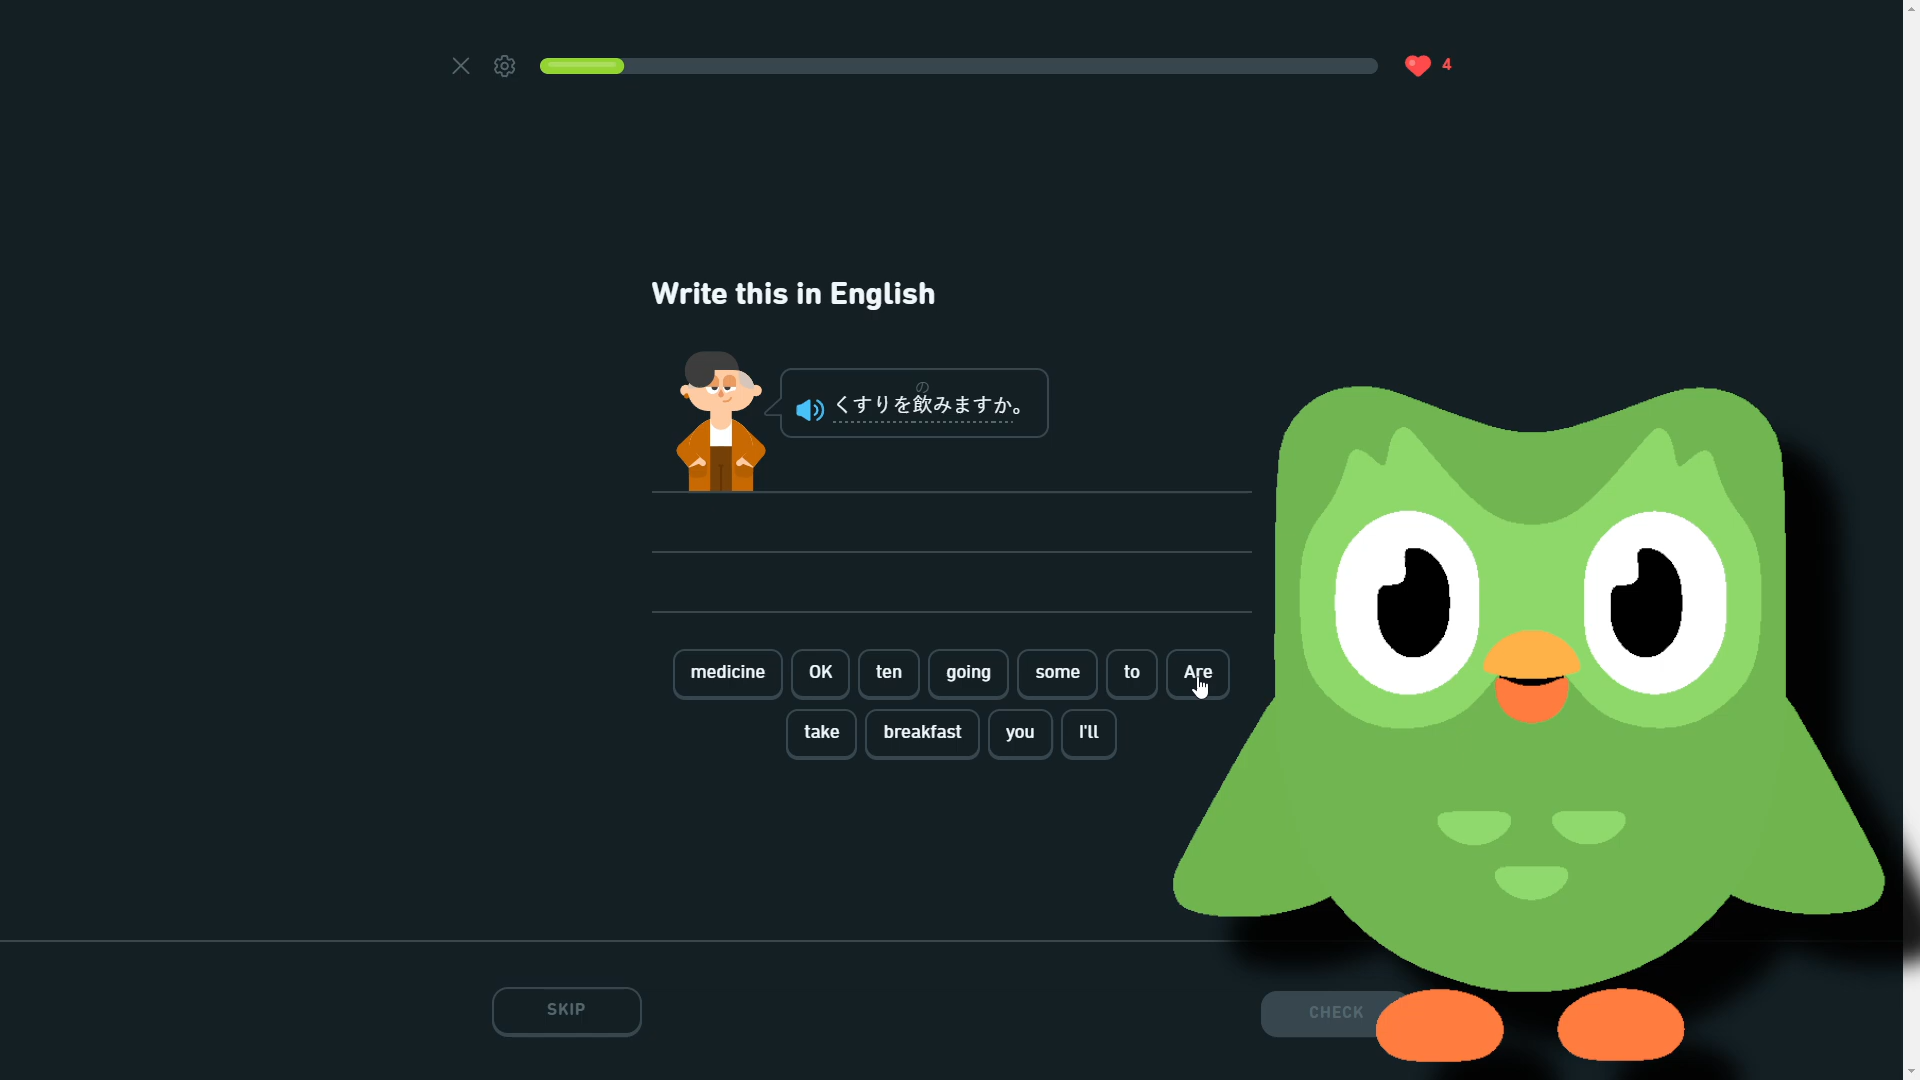 4
Write this in English
の
くすりを飲みますか。
medicine OK ten going some to Are
take breakfast you I'll
SKIP CHECK